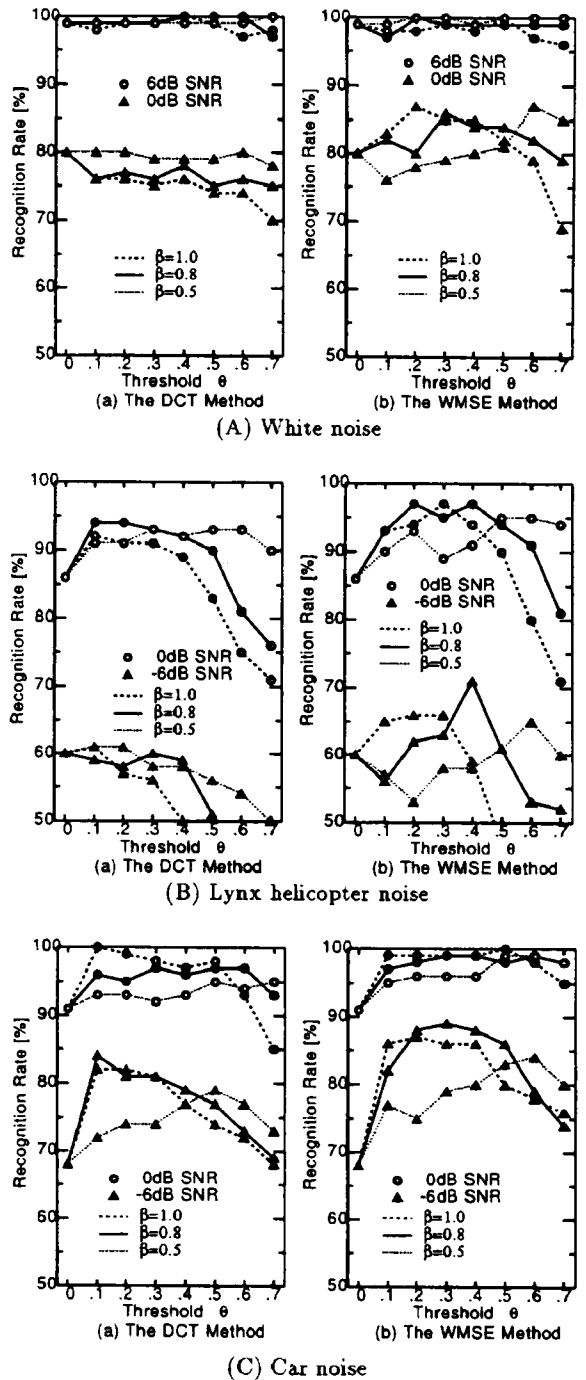 100
90
80
70
60
50
Recognition Rate [%]
6dB SNR
0dB SNR
β=1.0
β=0.8
β=0.5
0 .1 .2 .3 .4 .5 .6 .7
Threshold θ
(a) The DCT Method
100
90
80
70
60
50
Recognition Rate [%]
6dB SNR
0dB SNR
β=1.0
β=0.8
β=0.5
0 .1 .2 .3 .4 .5 .6 .7
Threshold θ
(b) The WMSE Method
(A) White noise
100
90
80
70
60
50
Recognition Rate [%]
0dB SNR
-6dB SNR
β=1.0
β=0.8
β=0.5
0 .1 .2 .3 .4 .5 .6 .7
Threshold θ
(a) The DCT Method
100
90
80
70
60
50
Recognition Rate [%]
0dB SNR
-6dB SNR
β=1.0
β=0.8
β=0.5
0 .1 .2 .3 .4 .5 .6 .7
Threshold θ
(b) The WMSE Method
(B) Lynx helicopter noise
100
90
80
70
60
50
Recognition Rate [%]
0dB SNR
-6dB SNR
β=1.0
β=0.8
β=0.5
0 .1 .2 .3 .4 .5 .6 .7
Threshold θ
(a) The DCT Method
100
90
80
70
60
50
Recognition Rate [%]
0dB SNR
-6dB SNR
β=1.0
β=0.8
β=0.5
0 .1 .2 .3 .4 .5 .6 .7
Threshold θ
(b) The WMSE Method
(C) Car noise